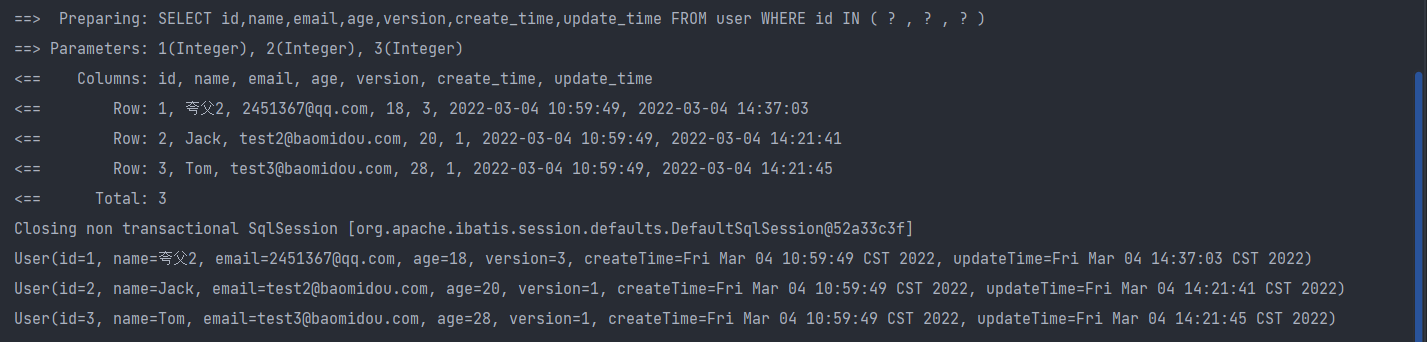 ==>  Preparing: SELECT id,name,email,age,version,create_time,update_time FROM user WHERE id IN ( ? , ? , ? )
==> Parameters: 1(Integer), 2(Integer), 3(Integer)
<==    Columns: id, name, email, age, version, create_time, update_time
<==        Row: 1, 夸父2, 2451367@qq.com, 18, 3, 2022-03-04 10:59:49, 2022-03-04 14:37:03
<==        Row: 2, Jack, test2@baomidou.com, 20, 1, 2022-03-04 10:59:49, 2022-03-04 14:21:41
<==        Row: 3, Tom, test3@baomidou.com, 28, 1, 2022-03-04 10:59:49, 2022-03-04 14:21:45
<==      Total: 3
Closing non transactional SqlSession [org.apache.ibatis.session.defaults.DefaultSqlSession@52a33c3f]
User(id=1, name=夸父2, email=2451367@qq.com, age=18, version=3, createTime=Fri Mar 04 10:59:49 CST 2022, updateTime=Fri Mar 04 14:37:03 CST 2022)
User(id=2, name=Jack, email=test2@baomidou.com, age=20, version=1, createTime=Fri Mar 04 10:59:49 CST 2022, updateTime=Fri Mar 04 14:21:41 CST 2022)
User(id=3, name=Tom, email=test3@baomidou.com, age=28, version=1, createTime=Fri Mar 04 10:59:49 CST 2022, updateTime=Fri Mar 04 14:21:45 CST 2022)